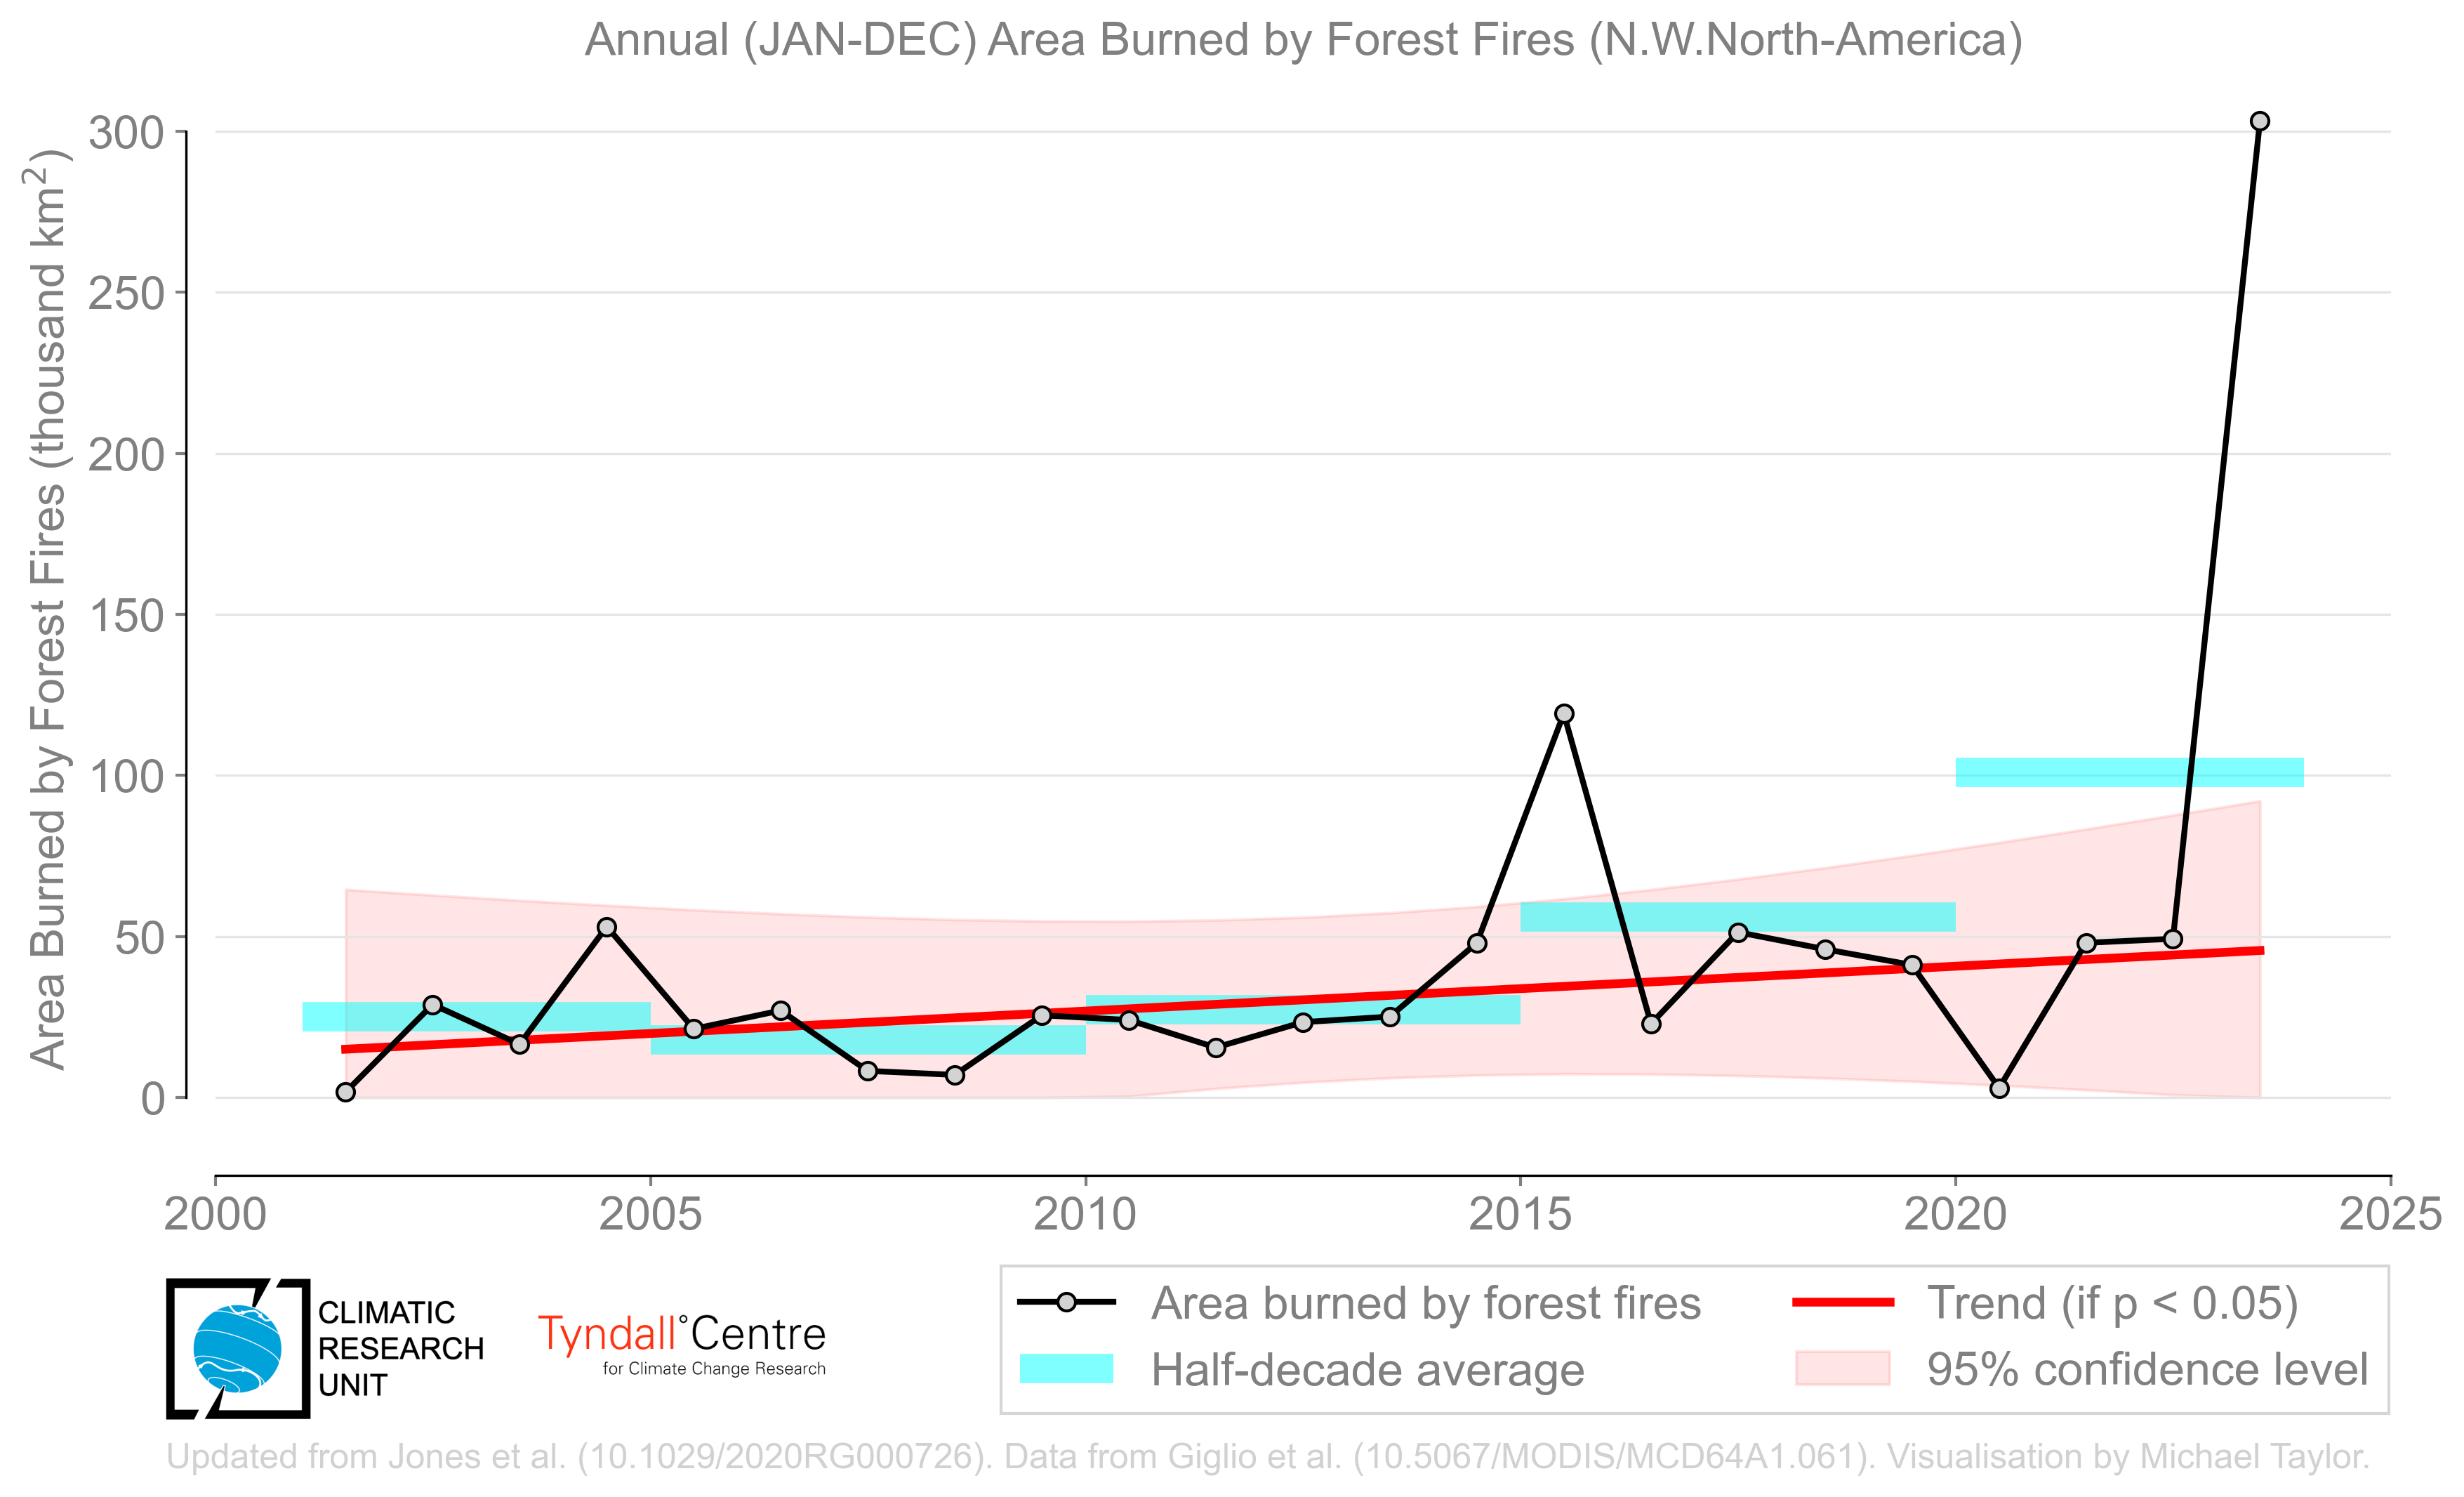 Annual (JAN-DEC) Area Burned by Forest Fires (N.W.North-America)
Area Burned by Forest Fires (thousand km²)
300
250
200
150
100
50
0
2000 2005 2010 2015 2020 2025
CLIMATIC
RESEARCH
UNIT
Tyndall°Centre
for Climate Change Research
Area burned by forest fires
Half-decade average
Trend (if p < 0.05)
95% confidence level
Updated from Jones et al. (10.1029/2020RG000726). Data from Giglio et al. (10.5067/MODIS/MCD64A1.061). Visualisation by Michael Taylor.